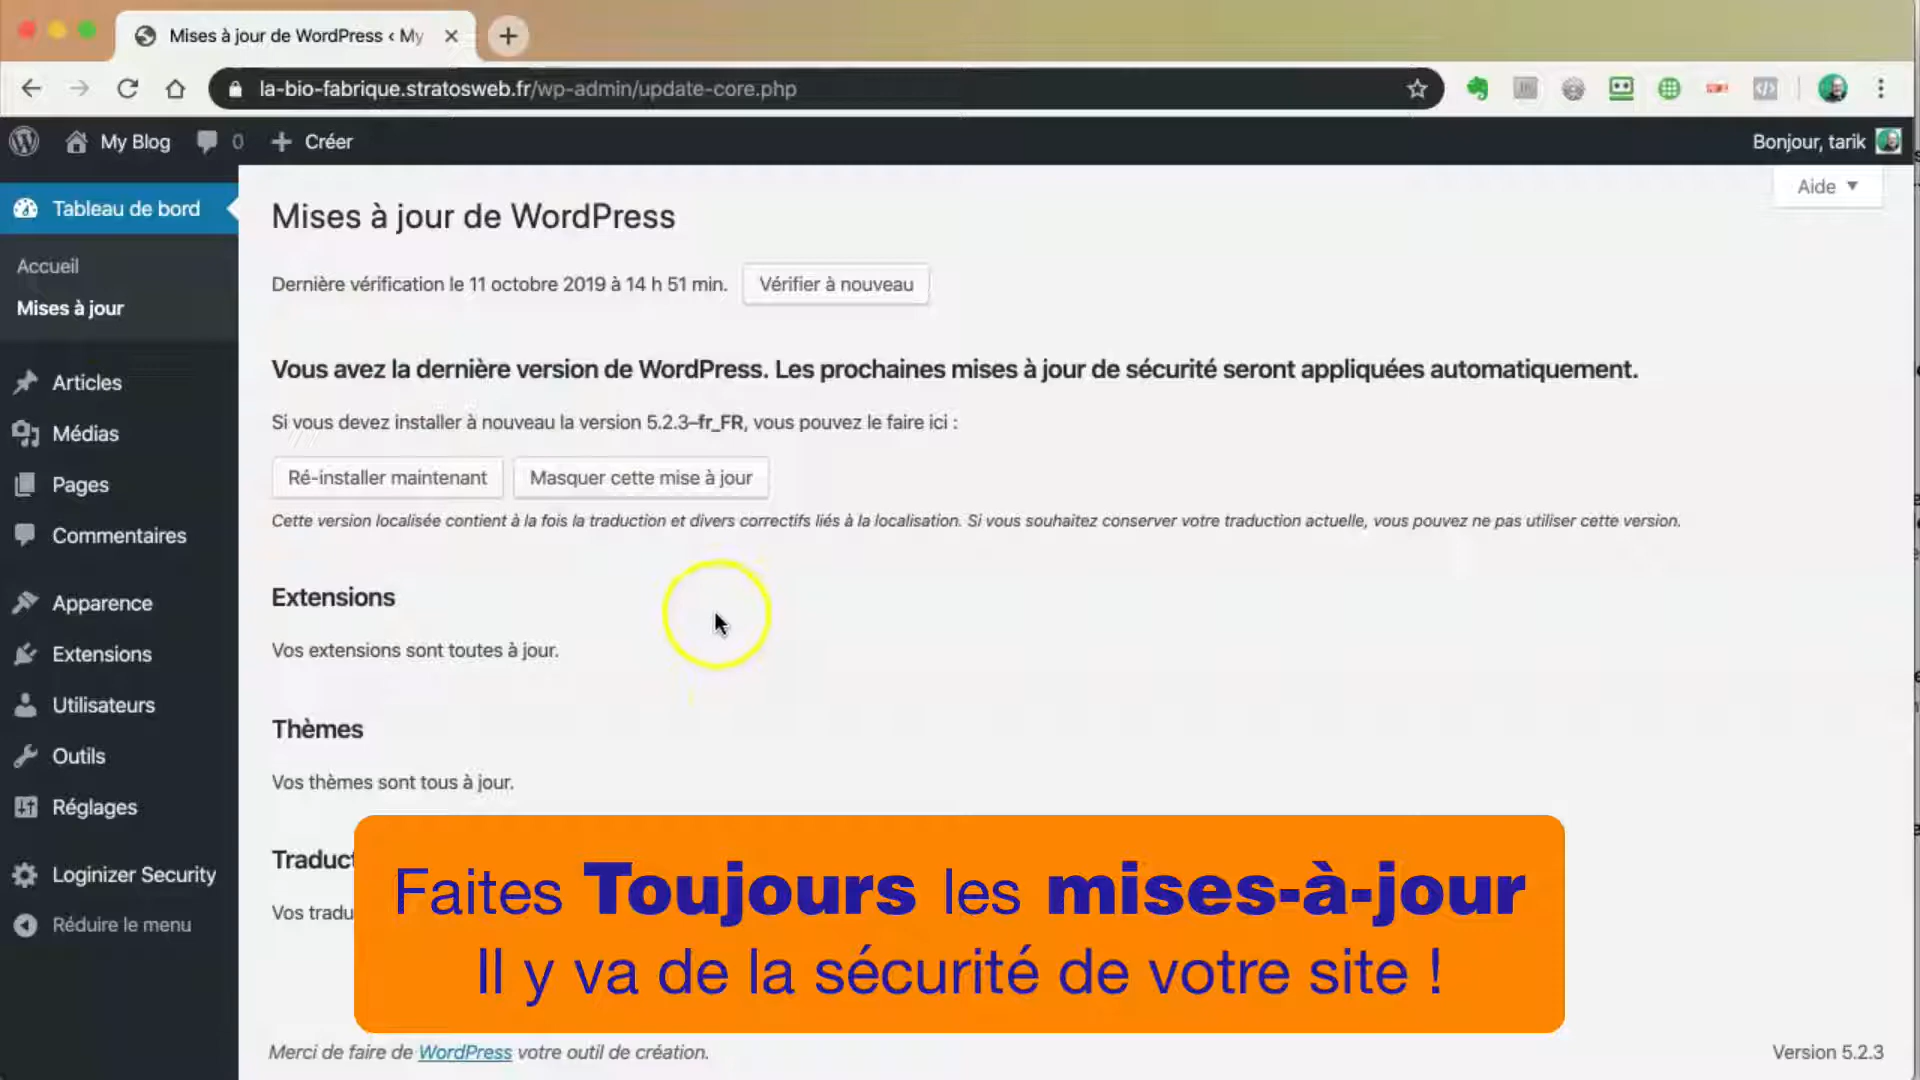 Mises à jour de WordPress ‹ My
la-bio-fabrique.stratosweb.fr/wp-admin/update-core.php
My Blog
0
Créer
Bonjour, tarik
Aide
Tableau de bord
Accueil
Mises à jour
Articles
Médias
Pages
Commentaires
Apparence
Extensions
Utilisateurs
Outils
Réglages
Loginizer Security
Réduire le menu
Mises à jour de WordPress
Dernière vérification le 11 octobre 2019 à 14 h 51 min.
Vérifier à nouveau
Vous avez la dernière version de WordPress. Les prochaines mises à jour de sécurité seront appliquées automatiquement.
Si vous devez installer à nouveau la version 5.2.3–fr_FR, vous pouvez le faire ici :
Ré-installer maintenant
Masquer cette mise à jour
Cette version localisée contient à la fois la traduction et divers correctifs liés à la localisation. Si vous souhaitez conserver votre traduction actuelle, vous pouvez ne pas utiliser cette version.
Extensions
Vos extensions sont toutes à jour.
Thèmes
Vos thèmes sont tous à jour.
Traduct
Vos tradu
Faites Toujours les mises-à-jour
Il y va de la sécurité de votre site !
Merci de faire de WordPress votre outil de création.
Version 5.2.3